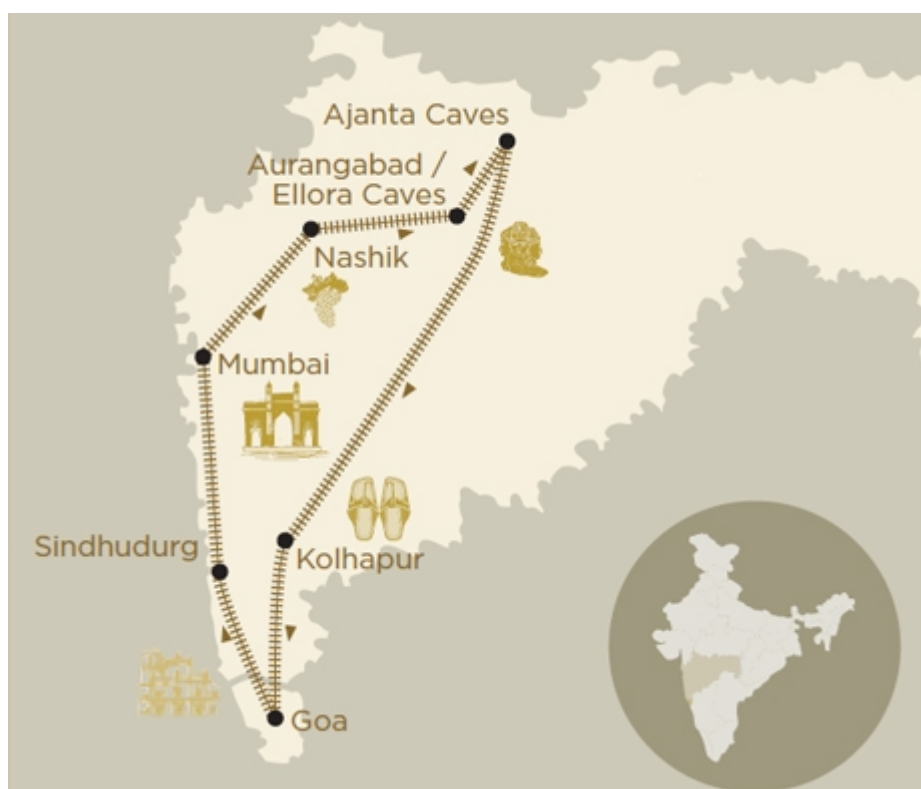 Ajanta Caves
Aurangabad /
Ellora Caves
Nashik
Mumbai
Sindhudurg
Kolhapur
Goa